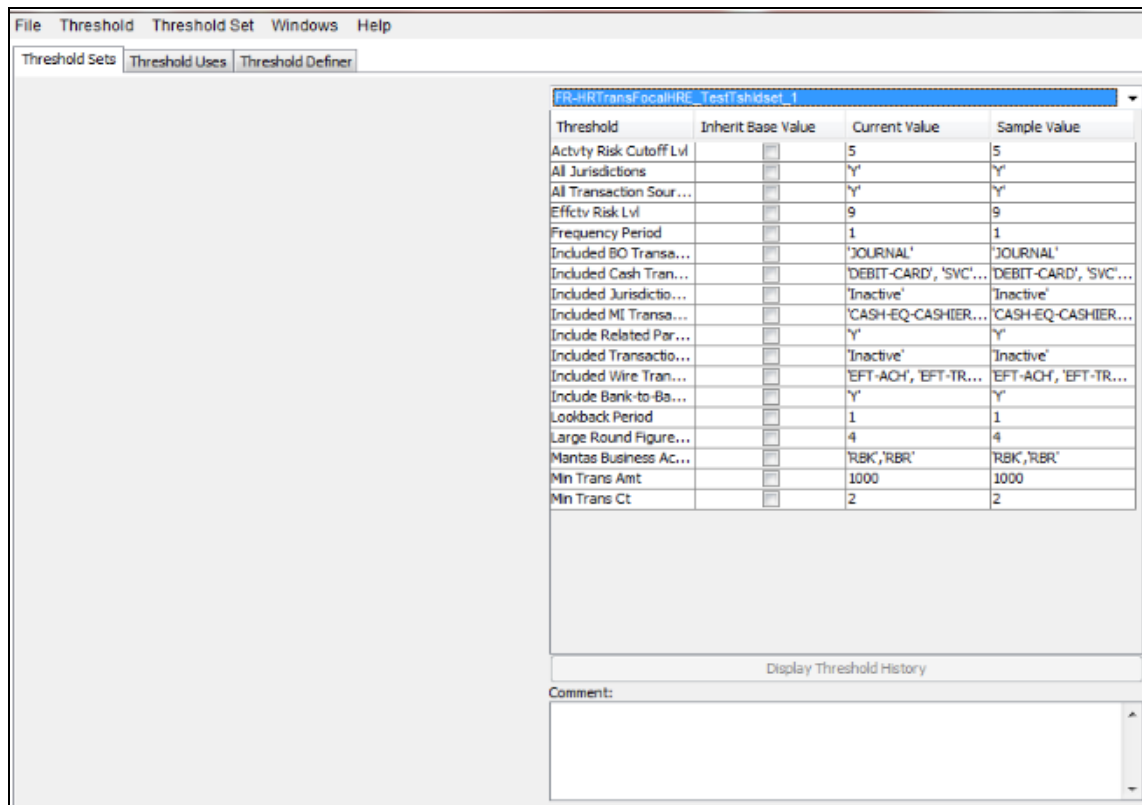 File Threshold Threshold Set Windows Help
Threshold Sets Threshold Uses Threshold Definer
FR-HRTransFocalHRE_TestTshldset_1
Threshold Inherit Base Value Current Value Sample Value
Actvty Risk Cutoff Lvl 5 5
All Jurisdictions 'Y' 'Y'
All Transaction Sour... 'Y' 'Y'
Effctv Risk Lvl 9 9
Frequency Period 1 1
Included BO Transa... 'JOURNAL' 'JOURNAL'
Included Cash Tran... 'DEBIT-CARD', 'SVC'... 'DEBIT-CARD', 'SVC'...
Included Jurisdictio... 'Inactive' 'Inactive'
Included MI Transa... 'CASH-EQ-CASHIER... 'CASH-EQ-CASHIER...
Include Related Par... 'Y' 'Y'
Included Transactio... 'Inactive' 'Inactive'
Included Wire Tran... 'EFT-ACH', 'EFT-TR... 'EFT-ACH', 'EFT-TR...
Include Bank-to-Ba... 'Y' 'Y'
Lookback Period 1 1
Large Round Figure... 4 4
Mantas Business Ac... 'RBK','RBR' 'RBK','RBR'
Min Trans Amt 1000 1000
Min Trans Ct 2 2
Display Threshold History
Comment: